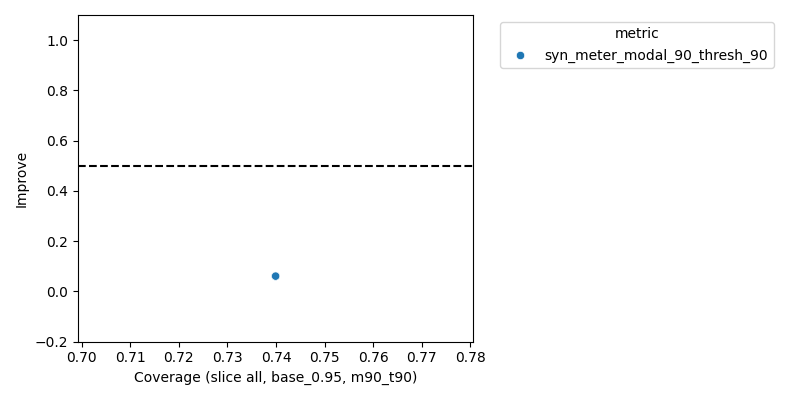 metric
syn_meter_modal_90_thresh_90
Improve
1.0
0.8
0.6
0.4
0.2
0.0
−0.2
0.70 0.71 0.72 0.73 0.74 0.75 0.76 0.77 0.78
Coverage (slice all, base_0.95, m90_t90)